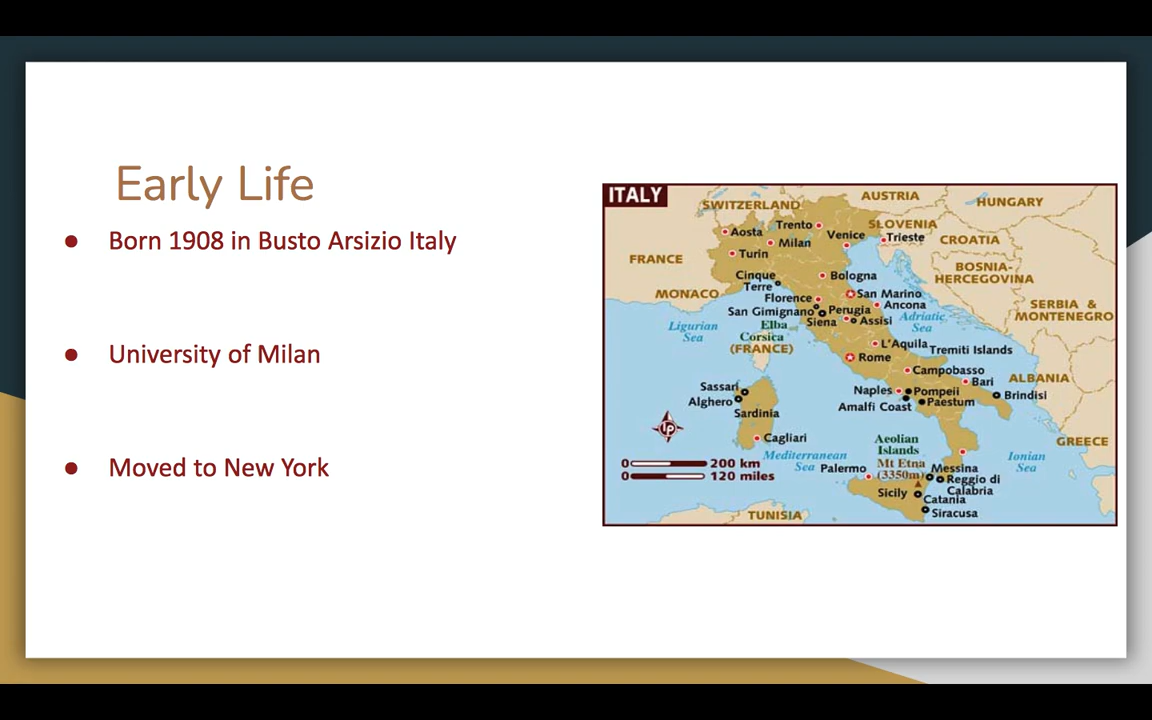 Early Life
● Born 1908 in Busto Arsizio Italy
● University of Milan
● Moved to New York
ITALY
SWITZERLAND
AUSTRIA
HUNGARY
SLOVENIA
CROATIA
FRANCE
BOSNIA-
HERCEGOVINA
MONACO
SERBIA &
MONTENEGRO
ALBANIA
GREECE
TUNISIA
Aosta
Trento
Milan
Venice
Trieste
Turin
Cinque
Terre
Bologna
Florence
San Marino
Ancona
San Gimignano
Perugia
Siena
Assisi
Adriatic
Sea
Ligurian
Sea
Elba
Corsica
(FRANCE)
L'Aquila
Tremiti Islands
Rome
Campobasso
Bari
Naples
Pompeii
Brindisi
Amalfi Coast
Paestum
Sassari
Alghero
Sardinia
Cagliari
LP
Aeolian
Islands
Mediterranean
Sea
Mt Etna
(3350m)
Ionian
Sea
0 200 km
0 120 miles
Palermo
Messina
Reggio di
Calabria
Sicily
Catania
Siracusa